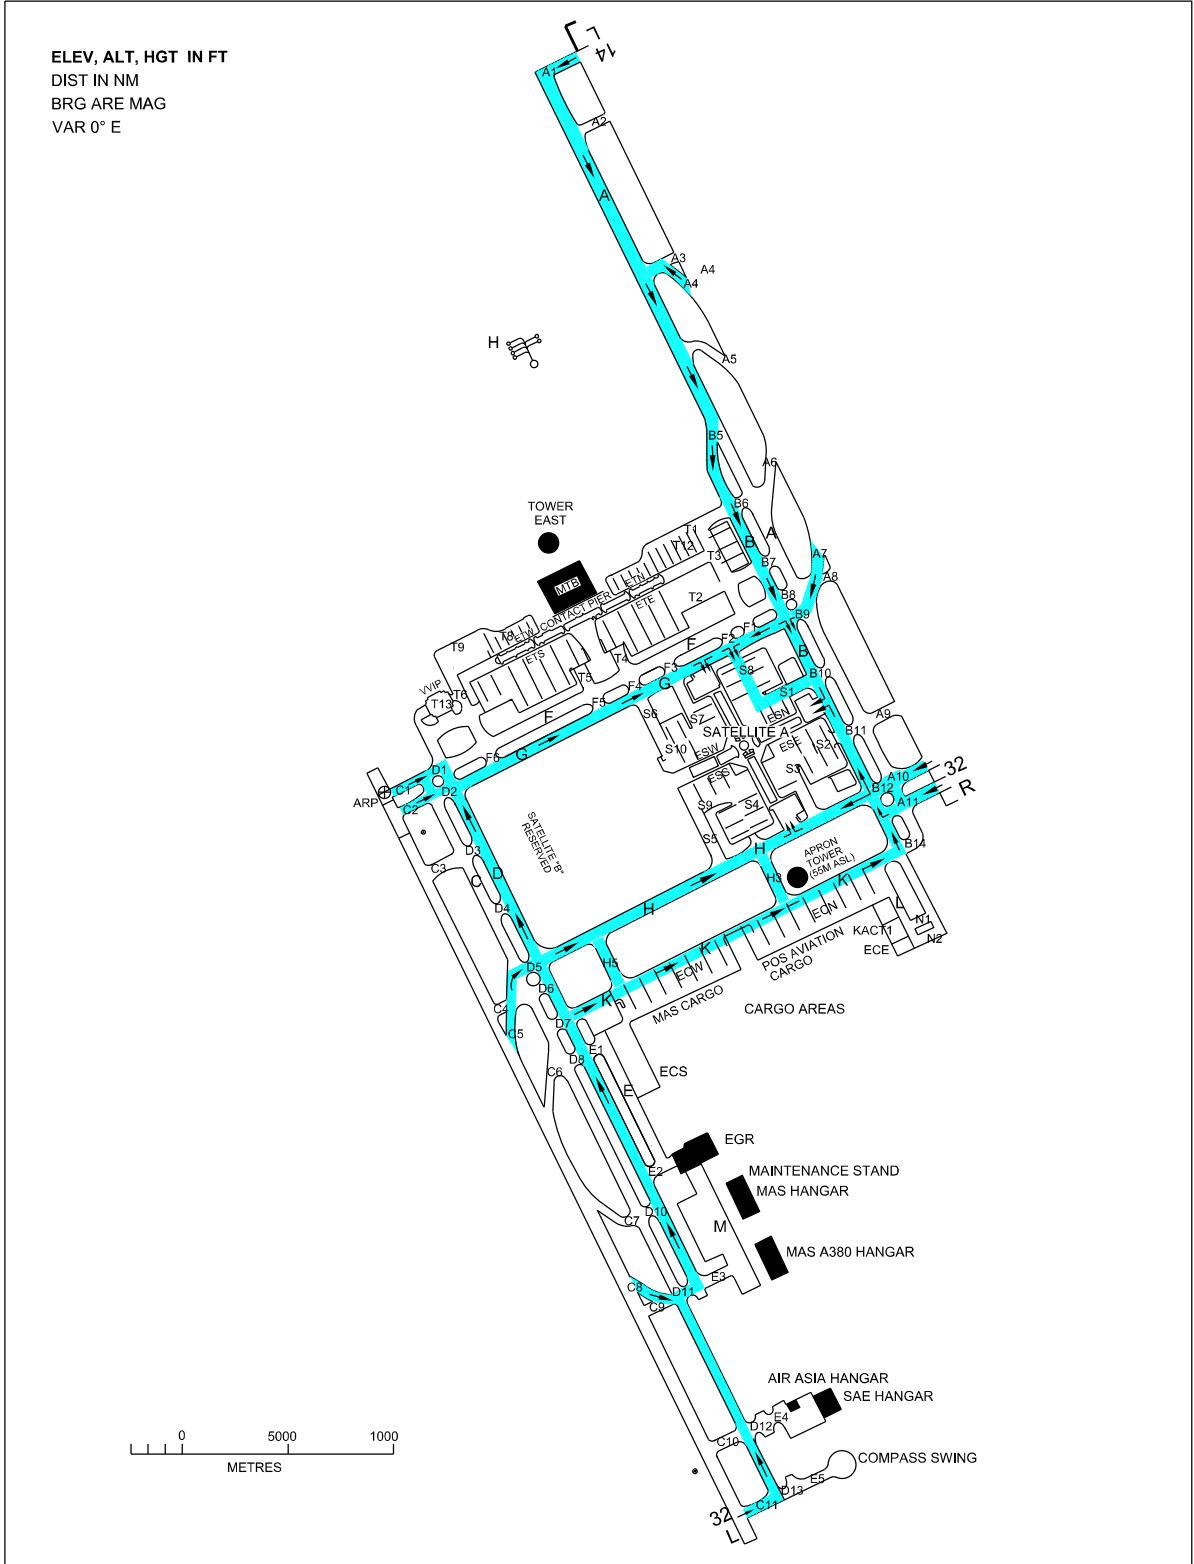 ELEV, ALT, HGT IN FT
DIST IN NM
BRG ARE MAG
VAR 0° E
14
L
A1
A2
A
A3
A4
A4
A5
H
B5
A6
B6
TOWER
EAST
T1
T12
T3
B
A
B7
A7
A8
MTB
ETN
CONTACT PIER
ETE
T2
B8
B9
T8
ETW
T9
ETS
T4
F1
F2
F
F3
B
T5
F4
G
S8
B10
VVIP
T6
T13
F5
F
S6
S7
S1
ESN
A9
SATELLITE A
B11
S10
ESW
ESE
S2
G
F6
ESS
S3
D1
32
R
A10
B12
A11
ARP
C1
C2
D2
S9
S4
S5
SATELLITE "B"
RESERVED
B14
D3
C3
C
D
H
APRON
TOWER
(55M ASL)
H3
K
D4
H
ECN
L
N1
N2
KACT1
ECE
POS AVIATION
CARGO
K
D5
H5
ECW
D6
K
MAS CARGO
CARGO AREAS
C4
C5
D7
E1
D8
C6
ECS
E
EGR
E2
MAINTENANCE STAND
MAS HANGAR
D10
C7
M
MAS A380 HANGAR
E3
C8
D11
C9
AIR ASIA HANGAR
SAE HANGAR
E4
D12
C10
COMPASS SWING
E5
D13
C11
32
L
0 5000 1000
METRES